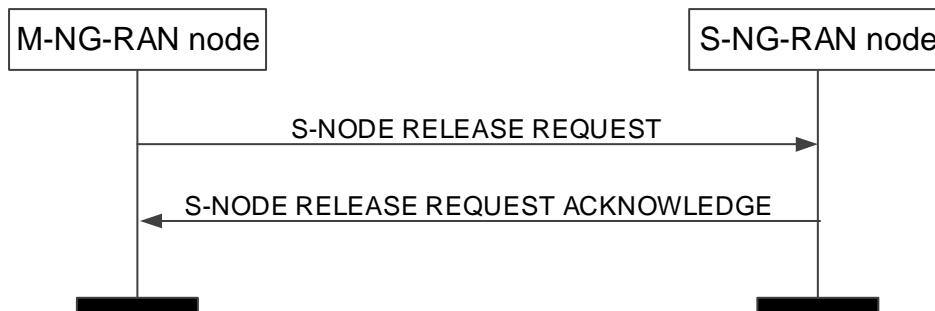 M-NG-RAN node
S-NG-RAN node
S-NODE RELEASE REQUEST
S-NODE RELEASE REQUEST ACKNOWLEDGE